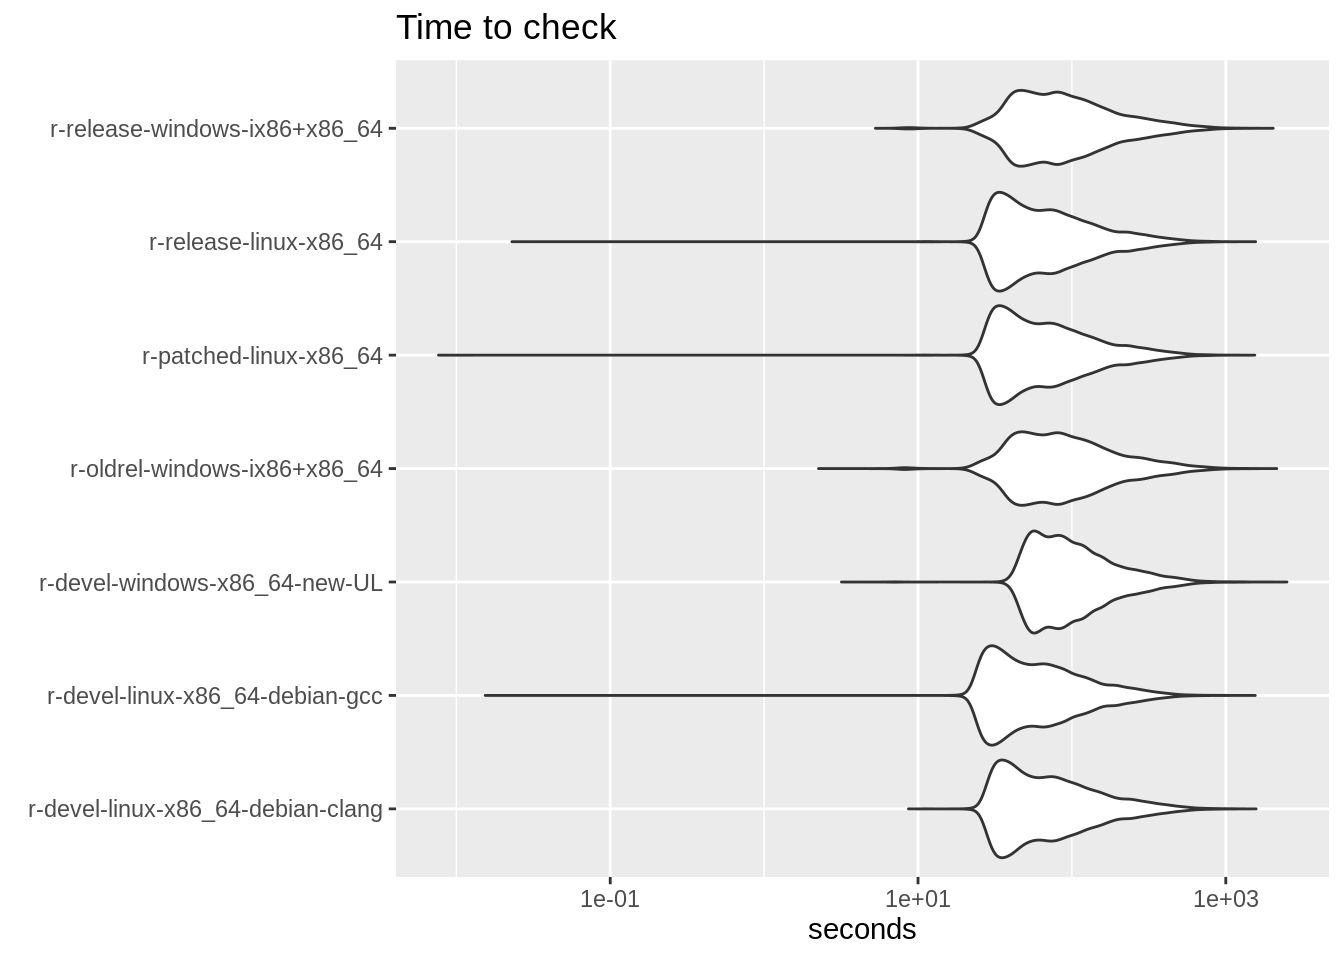 Time to check
r-release-windows-ix86+x86_64
r-release-linux-x86_64
r-patched-linux-x86_64
r-oldrel-windows-ix86+x86_64
r-devel-windows-x86_64-new-UL
r-devel-linux-x86_64-debian-gcc
r-devel-linux-x86_64-debian-clang
1e-01 1e+01 1e+03
seconds